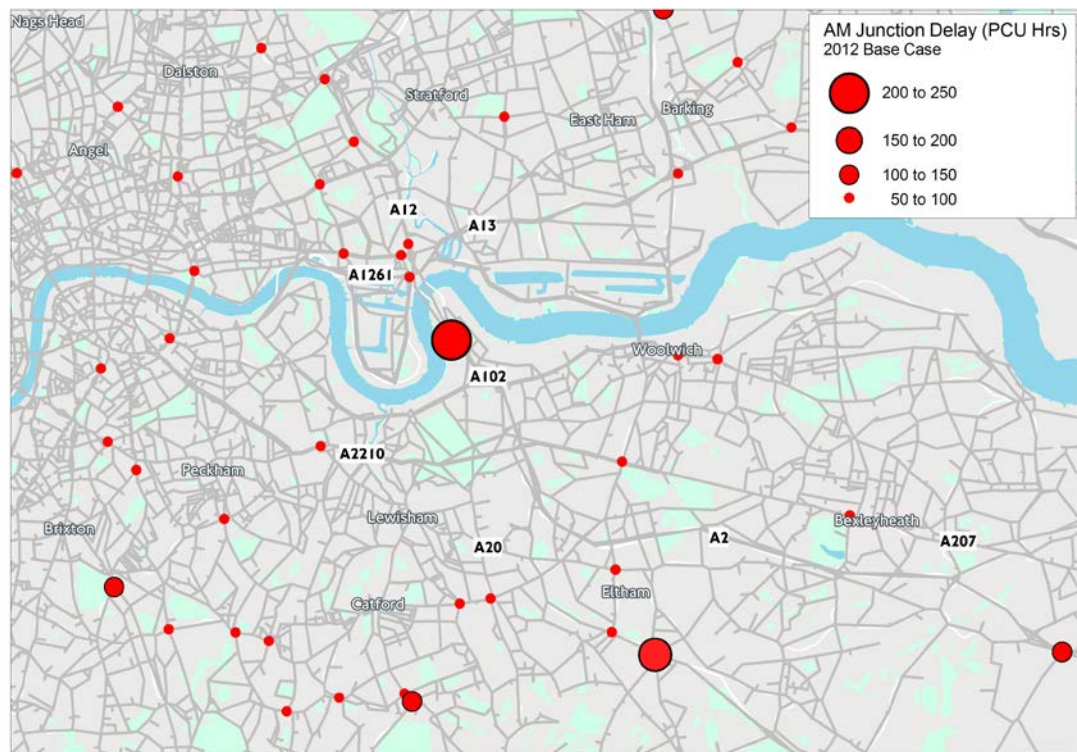 Nags Head
Dalston
Stratford
Barking
East Ham
Angel
A12
A13
A1261
Woolwich
A102
A2210
Peckham
Brixton
Lewisham
Bexleyheath
A2
A207
A20
Eltham
Catford
AM Junction Delay (PCU Hrs)
2012 Base Case
200 to 250
150 to 200
100 to 150
50 to 100